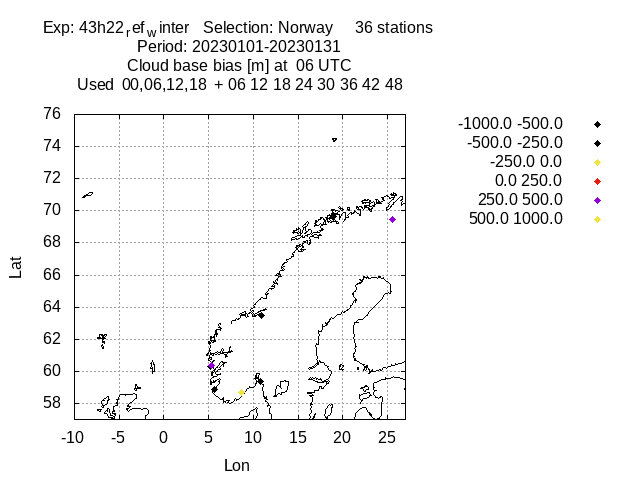 Exp: 43h22refwinter   Selection: Norway     36 stations
Period: 20230101-20230131
Cloud base bias [m] at  06 UTC
Used  00,06,12,18  + 06 12 18 24 30 36 42 48
-1000.0 -500.0
-500.0 -250.0
-250.0 0.0
0.0 250.0
250.0 500.0
500.0 1000.0
76
74
72
70
68
66
64
62
60
58
Lat
-10 -5 0 5 10 15 20 25
Lon